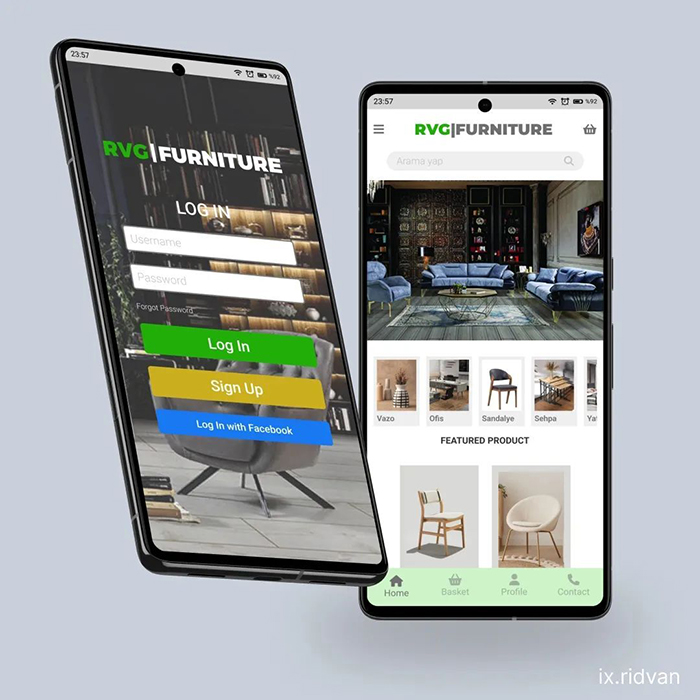 23:57
%92
RVG|FURNITURE
LOG IN
Username
Password
Forgot Password
Log In
Sign Up
Log In with Facebook
23:57
%92
RVG|FURNITURE
Arama yap
Vazo
Ofis
Sandalye
Sehpa
FEATURED PRODUCT
Home
Basket
Profile
Contact
ix.ridvan